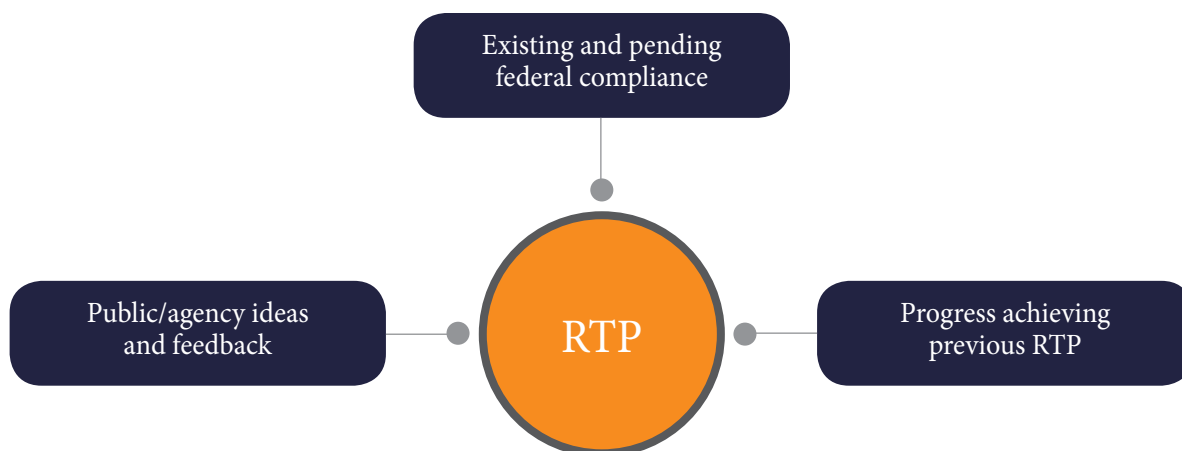 Existing and pending
federal compliance
Public/agency ideas
and feedback
RTP
Progress achieving
previous RTP